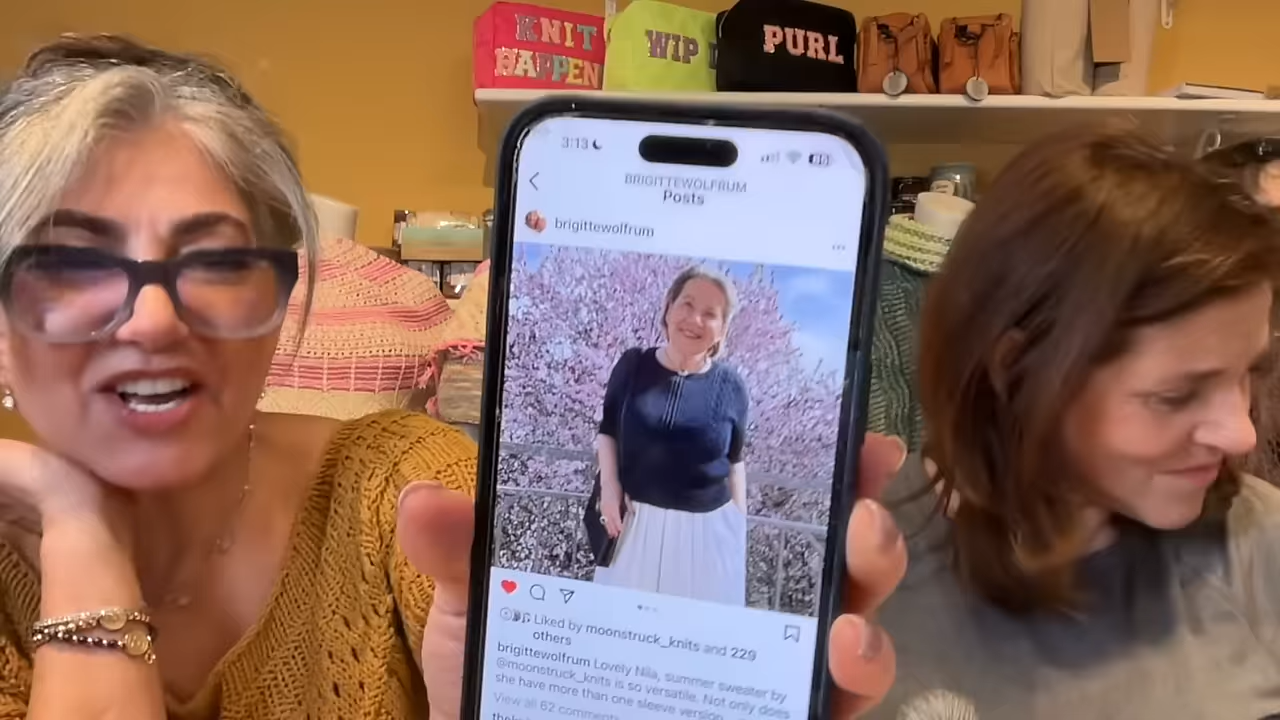 KNIT
HAPPEN
WIP
PURL
3:13
BRIGITTEWOLFRUM
Posts
brigittewolfrum
Liked by moonstruck_knits and 229
others
brigittewolfrum Lovely Nila, summer sweater by
@moonstruck_knits is so versatile. Not only does
she have more than one sleeve version
View all 62 comments